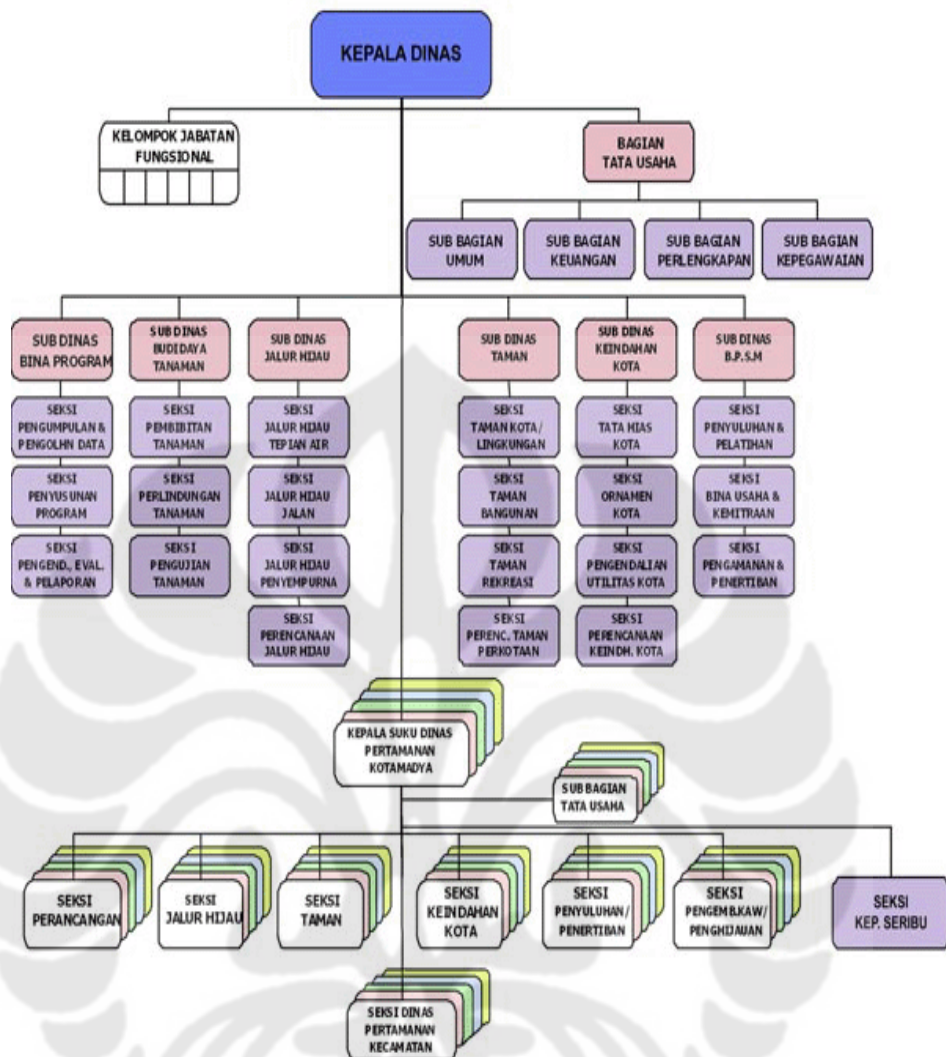 KEPALA DINAS
KELOMPOK JABATAN
FUNGSIONAL
BAGIAN
TATA USAHA
SUB BAGIAN
UMUM
SUB BAGIAN
KEUANGAN
SUB BAGIAN
PERLENGKAPAN
SUB BAGIAN
KEPEGAWAIAN
SUB DINAS
BINA PROGRAM
SUB DINAS
BUDIDAYA
TANAMAN
SUB DINAS
JALUR HIJAU
SUB DINAS
TAMAN
SUB DINAS
KEINDAHAN
KOTA
SUB DINAS
B.P.S.M
SEKSI
PENGUMPULAN &
PENGOLHN DATA
SEKSI
PEMBIBITAN
TANAMAN
SEKSI
JALUR HIJAU
TEPIAN AIR
SEKSI
TAMAN KOTA /
LINGKUNGAN
SEKSI
TATA HIAS
KOTA
SEKSI
PENYULUHAN &
PELATIHAN
SEKSI
PENYUSUNAN
PROGRAM
SEKSI
PERLINDUNGAN
TANAMAN
SEKSI
JALUR HIJAU
JALAN
SEKSI
TAMAN
BANGUNAN
SEKSI
ORNAMEN
KOTA
SEKSI
BINA USAHA &
KEMITRAAN
SEKSI
PENGEND., EVAL.
& PELAPORAN
SEKSI
PENGUJIAN
TANAMAN
SEKSI
JALUR HIJAU
PENYEMPURNA
SEKSI
TAMAN
REKREASI
SEKSI
PENGENDALIAN
UTILITAS KOTA
SEKSI
PENGAMANAN &
PENERTIBAN
SEKSI
PERENCANAAN
JALUR HIJAU
SEKSI
PERENC. TAMAN
PERKOTAAN
SEKSI
PERENCANAAN
KEINDH. KOTA
KEPALA SUKU DINAS
PERTAMANAN
KOTAMADYA
SUB BAGIAN
TATA USAHA
SEKSI
PERANCANGAN
SEKSI
JALUR HIJAU
SEKSI
TAMAN
SEKSI
KEINDAHAN
KOTA
SEKSI
PENYULUHAN/
PENERTIBAN
SEKSI
PENGEMB.KAW/
PENGHIJAUAN
SEKSI
KEP. SERIBU
SEKSI DINAS
PERTAMANAN
KECAMATAN